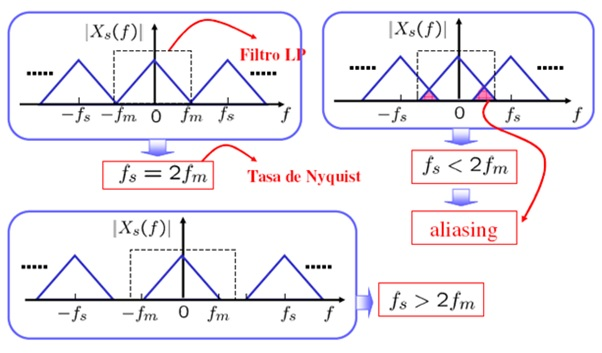 |Xₛ(f)|
Filtro LP
...... ......
−fₛ −fₘ 0 fₘ fₛ f
fₛ = 2fₘ
Tasa de Nyquist
|Xₛ(f)|
...... ......
−fₛ 0 fₛ f
fₛ < 2fₘ
aliasing
|Xₛ(f)|
...... ......
−fₛ −fₘ 0 fₘ fₛ f
fₛ > 2fₘ